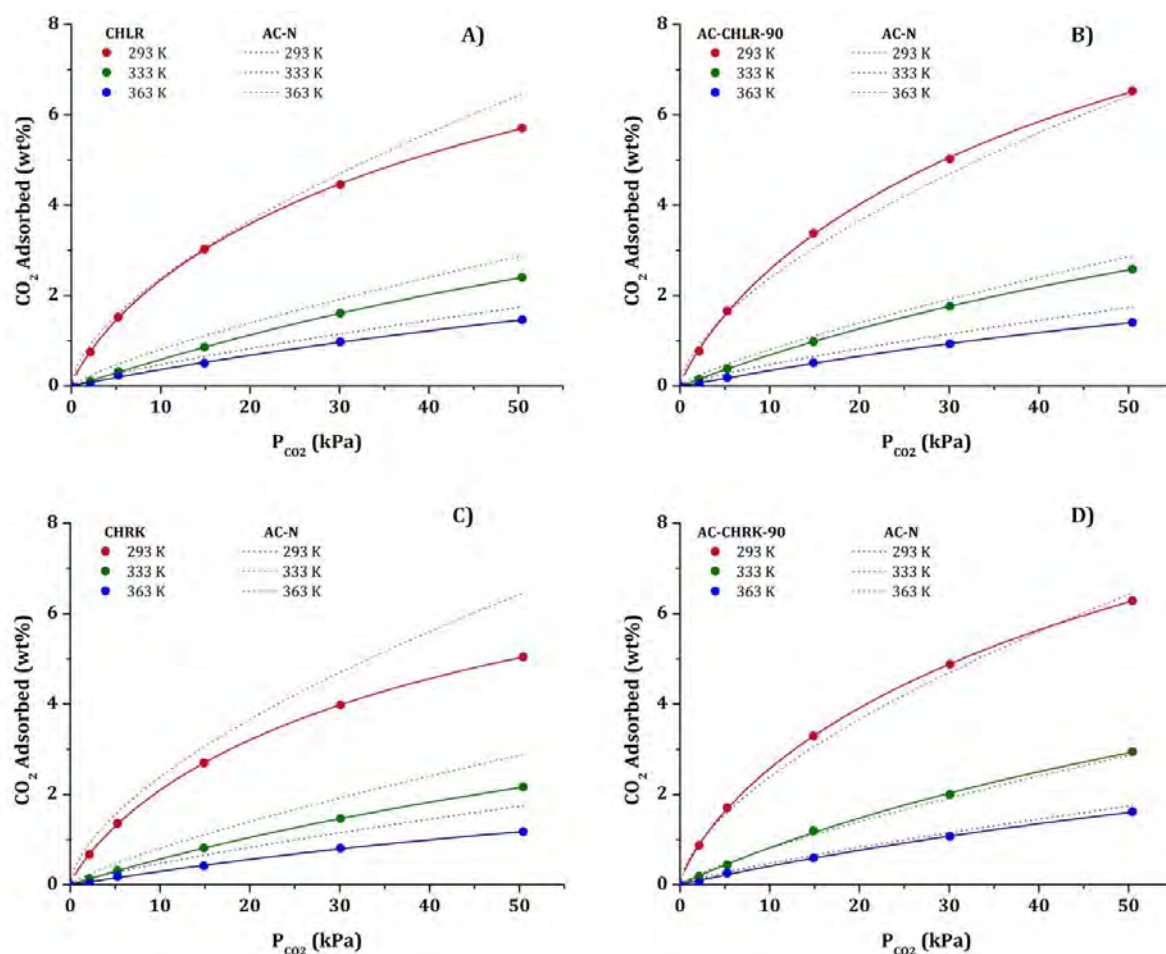 A)
CHLR AC-N
293 K 293 K
333 K 333 K
363 K 363 K
8
6
4
2
0
CO2 Adsorbed (wt%)
0 10 20 30 40 50
PCO2 (kPa)
B)
AC-CHLR-90 AC-N
293 K 293 K
333 K 333 K
363 K 363 K
8
6
4
2
0
CO2 Adsorbed (wt%)
0 10 20 30 40 50
PCO2 (kPa)
C)
CHRK AC-N
293 K 293 K
333 K 333 K
363 K 363 K
8
6
4
2
0
CO2 Adsorbed (wt%)
0 10 20 30 40 50
PCO2 (kPa)
D)
AC-CHRK-90 AC-N
293 K 293 K
333 K 333 K
363 K 363 K
8
6
4
2
0
CO2 Adsorbed (wt%)
0 10 20 30 40 50
PCO2 (kPa)